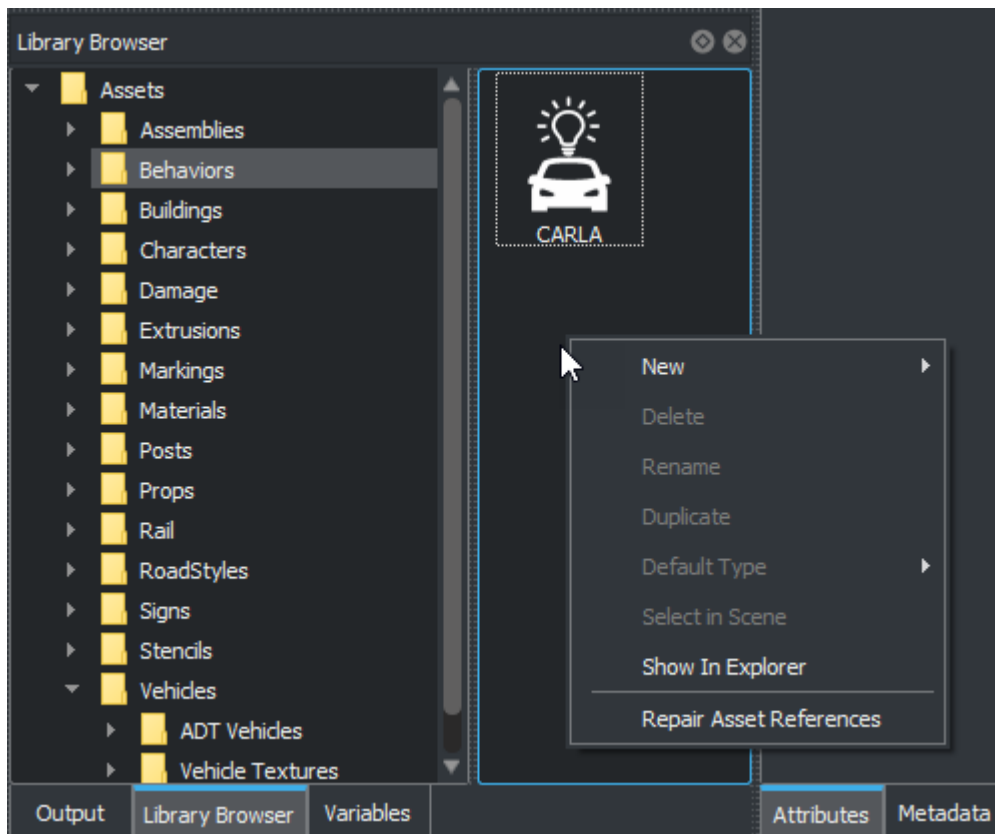 Library Browser
Assets
Assemblies
Behaviors
Buildings
Characters
Damage
Extrusions
Markings
Materials
Posts
Props
Rail
RoadStyles
Signs
Stencils
Vehicles
ADT Vehicles
Vehicle Textures
CARLA
New
Delete
Rename
Duplicate
Default Type
Select in Scene
Show In Explorer
Repair Asset References
Output Library Browser Variables Attributes Metadata